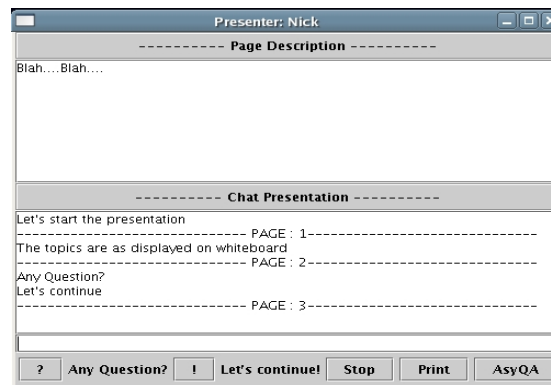 Presenter: Nick
---------- Page Description ----------
Blah....Blah....
---------- Chat Presentation ----------
Let's start the presentation
------------------------------ PAGE : 1------------------------------
The topics are as displayed on whiteboard
------------------------------ PAGE : 2------------------------------
Any Question?
Let's continue
------------------------------ PAGE : 3------------------------------
? Any Question? ! Let's continue! Stop Print AsyQA